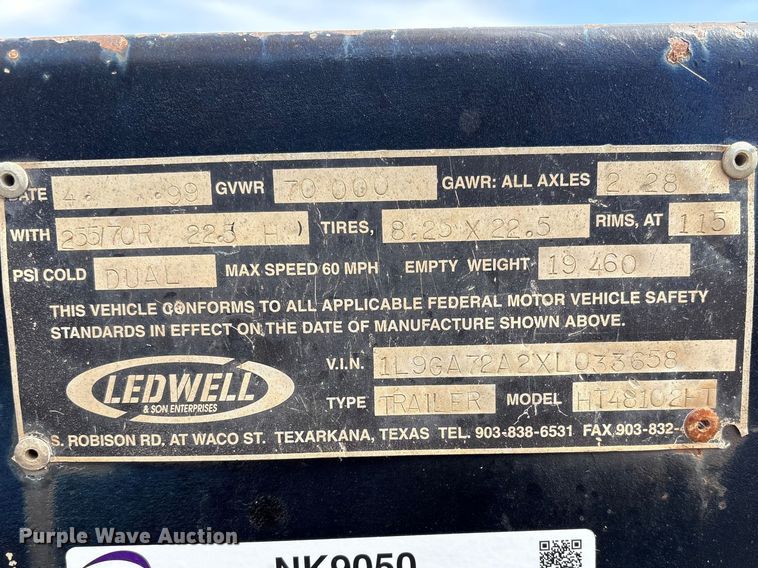 DATE 4 99 GVWR 70 000 GAWR: ALL AXLES 2 28
WITH 255/70R 22.5 H TIRES, 8.25 X 22.5 RIMS, AT 115
PSI COLD DUAL MAX SPEED 60 MPH EMPTY WEIGHT 19 460
THIS VEHICLE CONFORMS TO ALL APPLICABLE FEDERAL MOTOR VEHICLE SAFETY
STANDARDS IN EFFECT ON THE DATE OF MANUFACTURE SHOWN ABOVE.
V.I.N. 1L9GA72A2XL033658
LEDWELL
& SON ENTERPRISES
TYPE TRAILER MODEL HT48102HT
S. ROBISON RD, AT WACO ST. TEXARKANA, TEXAS TEL. 903-838-6531 FAX 903-832-
Purple Wave Auction
NK9050